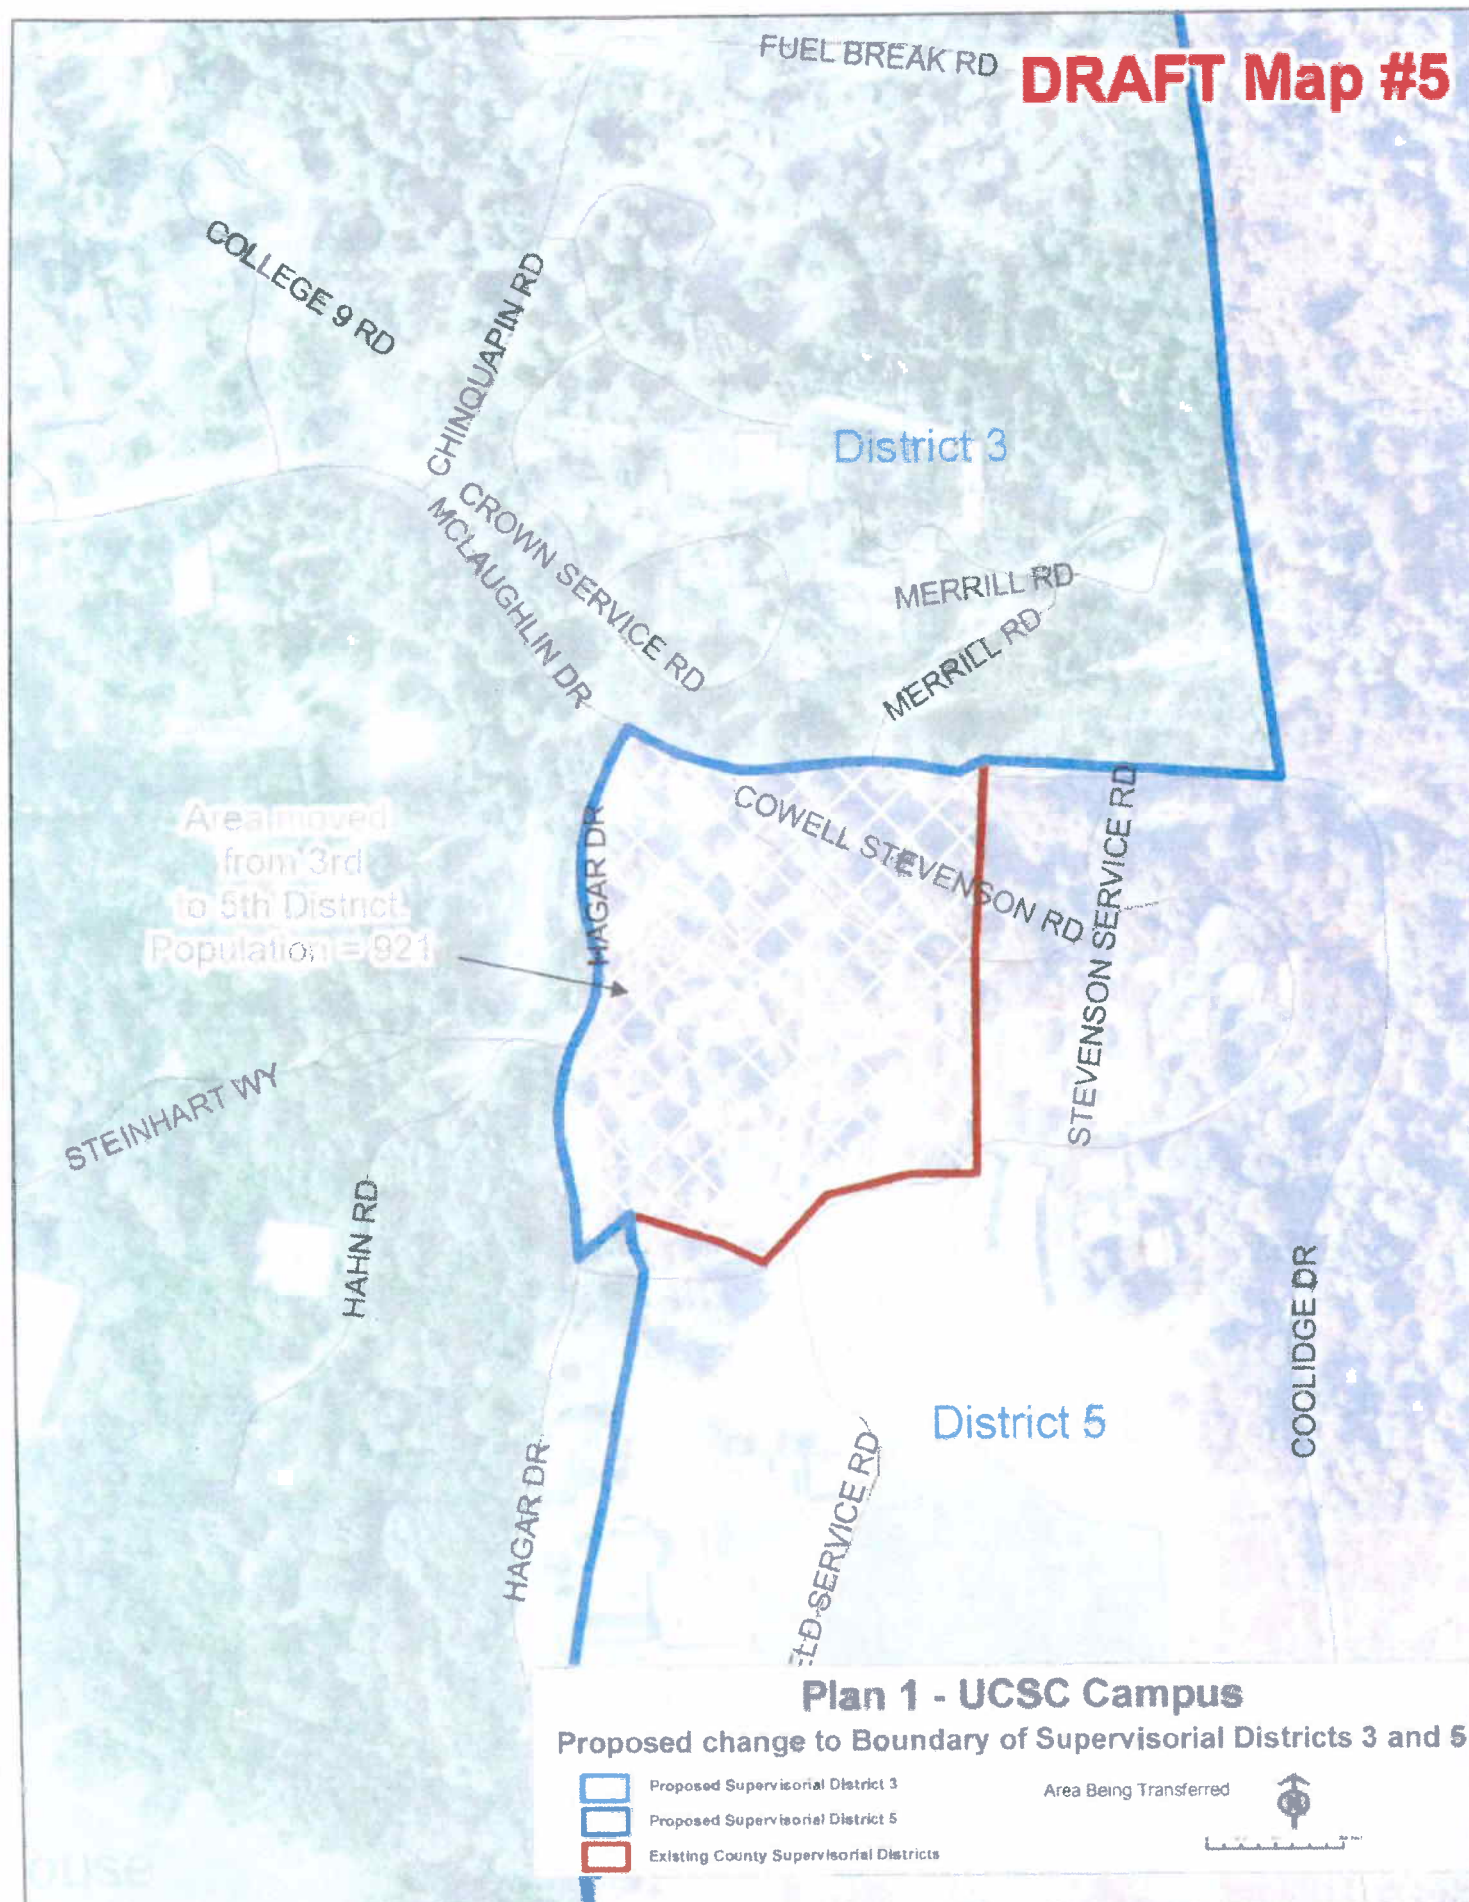 FUEL BREAK RD
DRAFT Map #5
COLLEGE 9 RD
CHINQUAPIN RD
District 3
CROWN SERVICE RD
MCLAUGHLIN DR
MERRILL RD
MERRILL RD
Area moved
from 3rd
to 5th District
Population = 921
HAGAR DR
COWELL STEVENSON RD
STEVENSON SERVICE RD
STEINHART WY
HAHN RD
COOLIDGE DR
District 5
HAGAR DR
SERVICE RD
Plan 1 - UCSC Campus
Proposed change to Boundary of Supervisorial Districts 3 and 5
Proposed Supervisorial District 3
Area Being Transferred
Proposed Supervisorial District 5
Existing County Supervisorial Districts